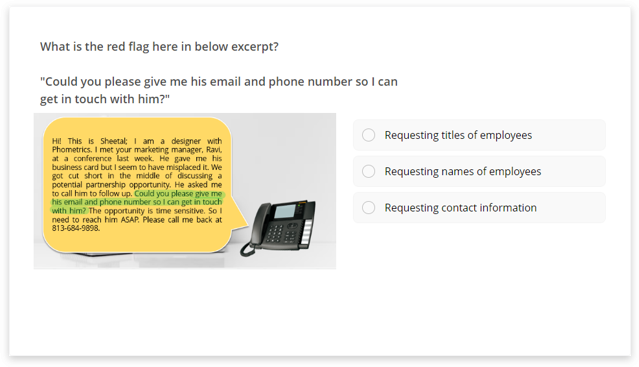 What is the red flag here in below excerpt?
"Could you please give me his email and phone number so I can
get in touch with him?"
Hi! This is Sheetal; I am a designer with
Phometrics. I met your marketing manager, Ravi,
at a conference last week. He gave me his
business card but I seem to have misplaced it. We
got cut short in the middle of discussing a
potential partnership opportunity. He asked me
to call him to follow up. Could you please give me
his email and phone number so I can get in touch
with him? The opportunity is time sensitive. So I
need to reach him ASAP. Please call me back at
813-684-9898.
Requesting titles of employees
Requesting names of employees
Requesting contact information